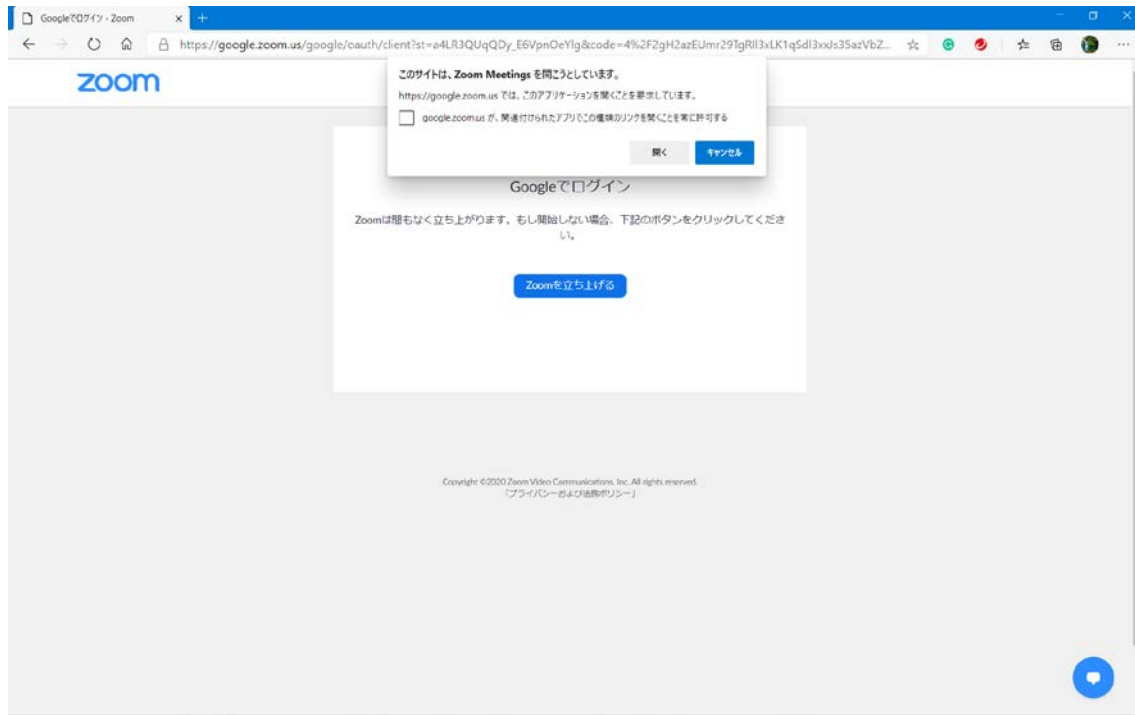 Googleでログイン - Zoom
https://google.zoom.us/google/oauth/client?st=a4LR3QUqQDy_E6VpnOeYlg&code=4%2F2gH2azEUmr29TgRII3xLK1qSdl3xxJs35azVbZ...
zoom
このサイトは、Zoom Meetings を開こうとしています。
https://google.zoom.us では、このアプリケーションを開くことを要求しています。
google.zoom.us が、関連付けられたアプリでこの種類のリンクを開くことを常に許可する
開く
キャンセル
Googleでログイン
Zoomは間もなく立ち上がります。もし開始しない場合、下記のボタンをクリックしてくださ
い。
Zoomを立ち上げる
Copyright ©2020 Zoom Video Communications, Inc. All rights reserved.
「プライバシーおよび法務ポリシー」